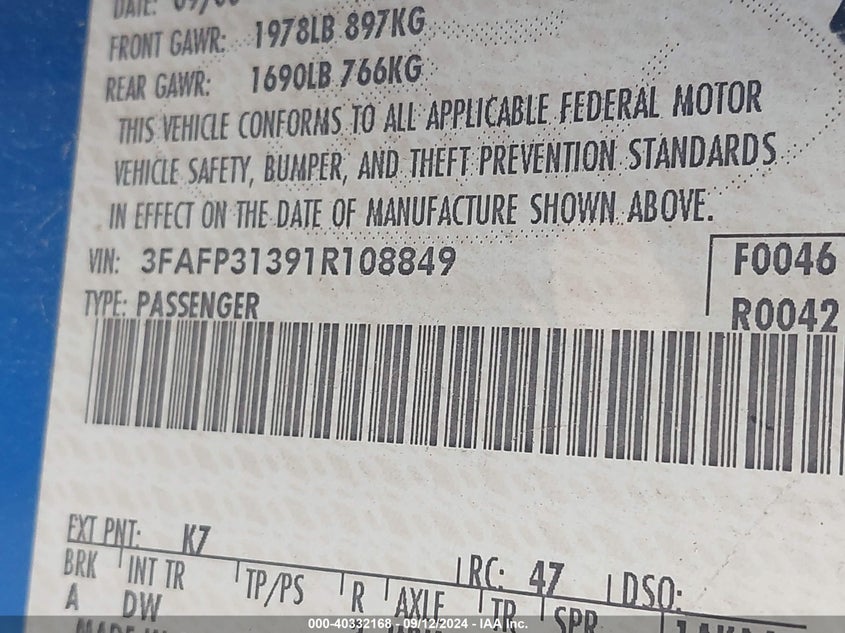 DATE:
FRONT GAWR: 1978LB 897KG
REAR GAWR: 1690LB 766KG
THIS VEHICLE CONFORMS TO ALL APPLICABLE FEDERAL MOTOR
VEHICLE SAFETY, BUMPER, AND THEFT PREVENTION STANDARDS
IN EFFECT ON THE DATE OF MANUFACTURE SHOWN ABOVE.
VIN: 3FAFP31391R108849 F0046
TYPE: PASSENGER R0042
EXT PNT: K7 RC: 47 DSO:
BRK INT TR TP/PS R AXLE TR SPR
A DW
MADE IN
000-40332168 - 09/12/2024 - IAA Inc.